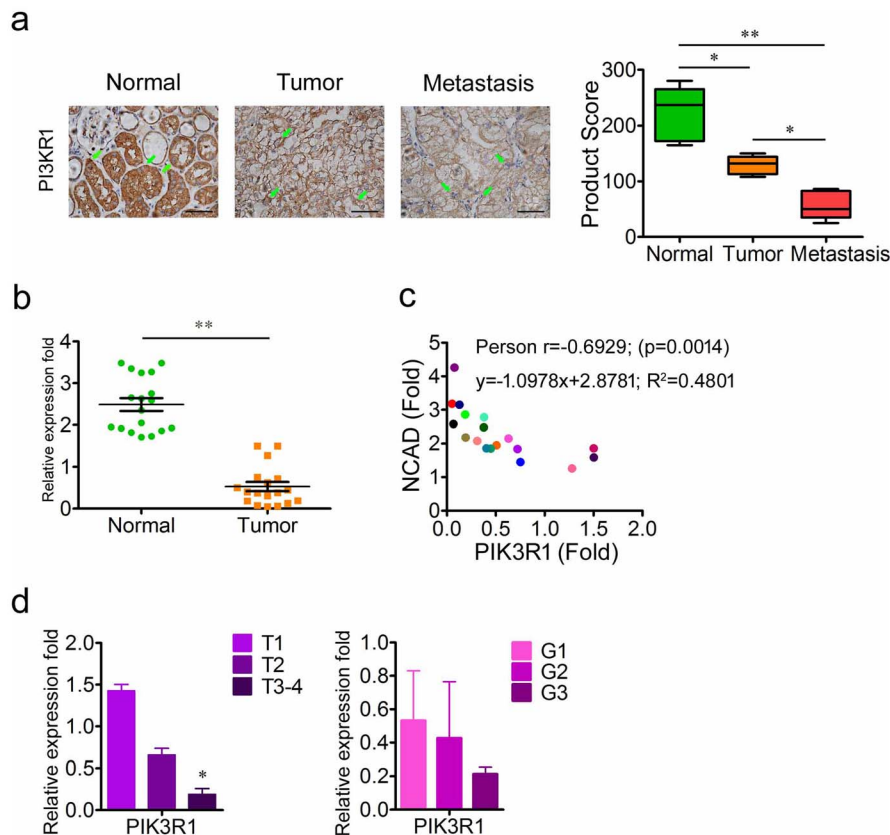 a
Normal
Tumor
Metastasis
PI3KR1
**
*
*
Product Score
300
200
100
0
Normal
Tumor
Metastasis
b
**
Relative expression fold
4
3
2
1
0
Normal
Tumor
c
Person r=-0.6929; (p=0.0014)
y=-1.0978x+2.8781; R²=0.4801
NCAD (Fold)
5
4
3
2
1
0
0.0 0.5 1.0 1.5 2.0
PIK3R1 (Fold)
d
Relative expression fold
2.0
1.5
1.0
0.5
0.0
T1
T2
T3-4
*
PIK3R1
Relative expression fold
1.0
0.8
0.6
0.4
0.2
0.0
G1
G2
G3
PIK3R1